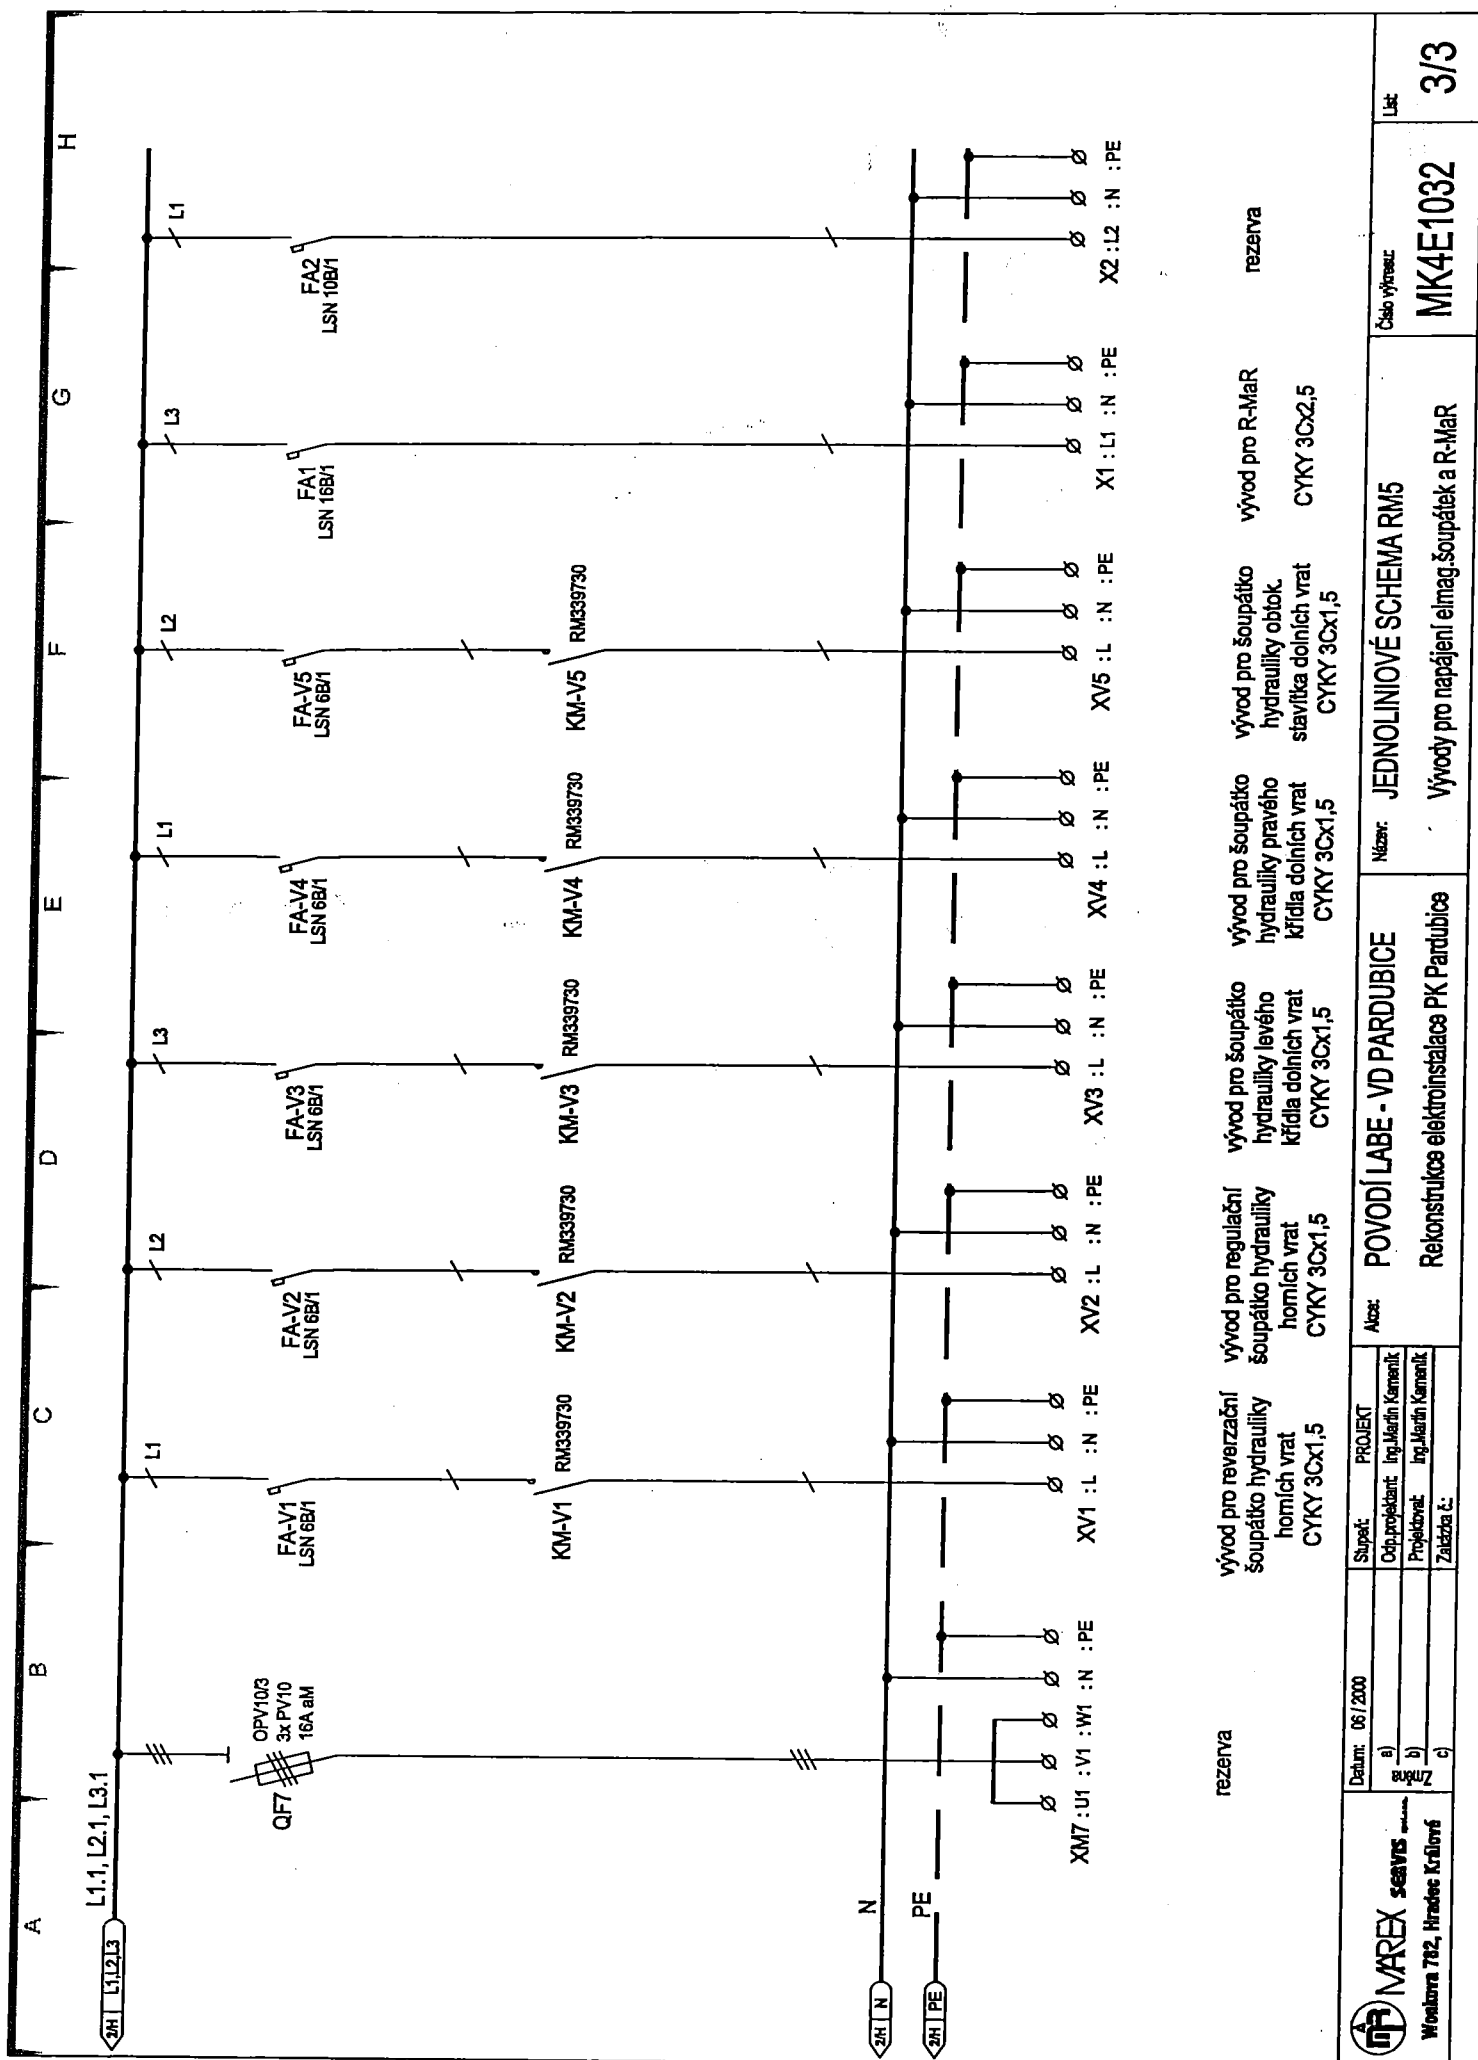 A
B
C
D
E
F
G
H
2/H L1,L2,L3
L1.1, L2.1, L3.1
L1
L2
L3
L1
L2
L3
L1
QF7
OPV10/3
3x PV10
16A aM
FA-V1
LSN 6B/1
FA-V2
LSN 6B/1
FA-V3
LSN 6B/1
FA-V4
LSN 6B/1
FA-V5
LSN 6B/1
FA1
LSN 16B/1
FA2
LSN 10B/1
KM-V1 RM339730
KM-V2 RM339730
KM-V3 RM339730
KM-V4 RM339730
KM-V5 RM339730
2/H N
N
2/H PE
PE
XM7 :U1 :V1 :W1 :N :PE
XV1 :L :N :PE
XV2 :L :N :PE
XV3 :L :N :PE
XV4 :L :N :PE
XV5 :L :N :PE
X1 :L1 :N :PE
X2 :L2 :N :PE
rezerva
vývod pro reverzační
šoupátko hydrauliky
horních vrat
CYKY 3Cx1,5
vývod pro regulační
šoupátko hydrauliky
horních vrat
CYKY 3Cx1,5
vývod pro šoupátko
hydrauliky levého
křídla dolních vrat
CYKY 3Cx1,5
vývod pro šoupátko
hydrauliky pravého
křídla dolních vrat
CYKY 3Cx1,5
vývod pro šoupátko
hydrauliky obtok.
stavítka dolních vrat
CYKY 3Cx1,5
vývod pro R-MaR
CYKY 3Cx2,5
rezerva
MAREX servis
Wonkova 782, Hradec Králové
Datum: 06 / 2000
Změna
a)
b)
c)
Stupeň: PROJEKT
Odp.projektant: Ing.Martin Kameník
Projektoval: Ing.Martin Kameník
Zakázka č.:
Akce: POVODÍ LABE - VD PARDUBICE
Rekonstrukce elektroinstalace PK Pardubice
Název: JEDNOLINIOVÉ SCHEMA RM5
Vývody pro napájení elmag.šoupátek a R-MaR
Číslo výkresu:
MK4E1032
List:
3/3